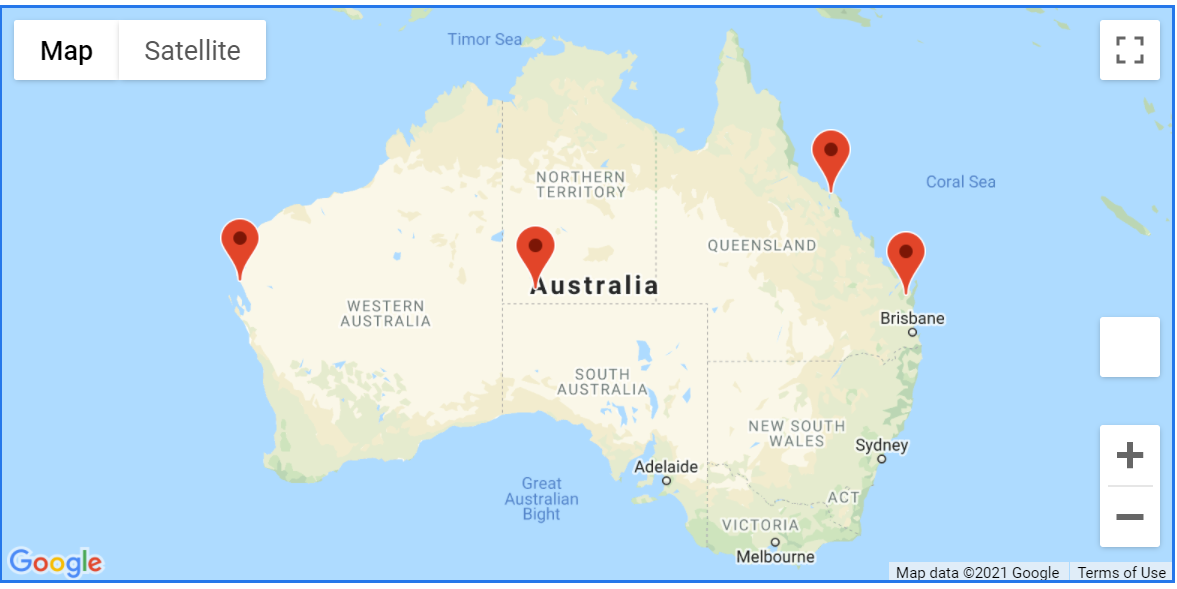 Map
Satellite
Timor Sea
Coral Sea
NORTHERN
TERRITORY
QUEENSLAND
Australia
WESTERN
AUSTRALIA
Brisbane
SOUTH
AUSTRALIA
NEW SOUTH
WALES
Sydney
Adelaide
Great
Australian
Bight
ACT
VICTORIA
Melbourne
Google
Map data ©2021 Google
Terms of Use